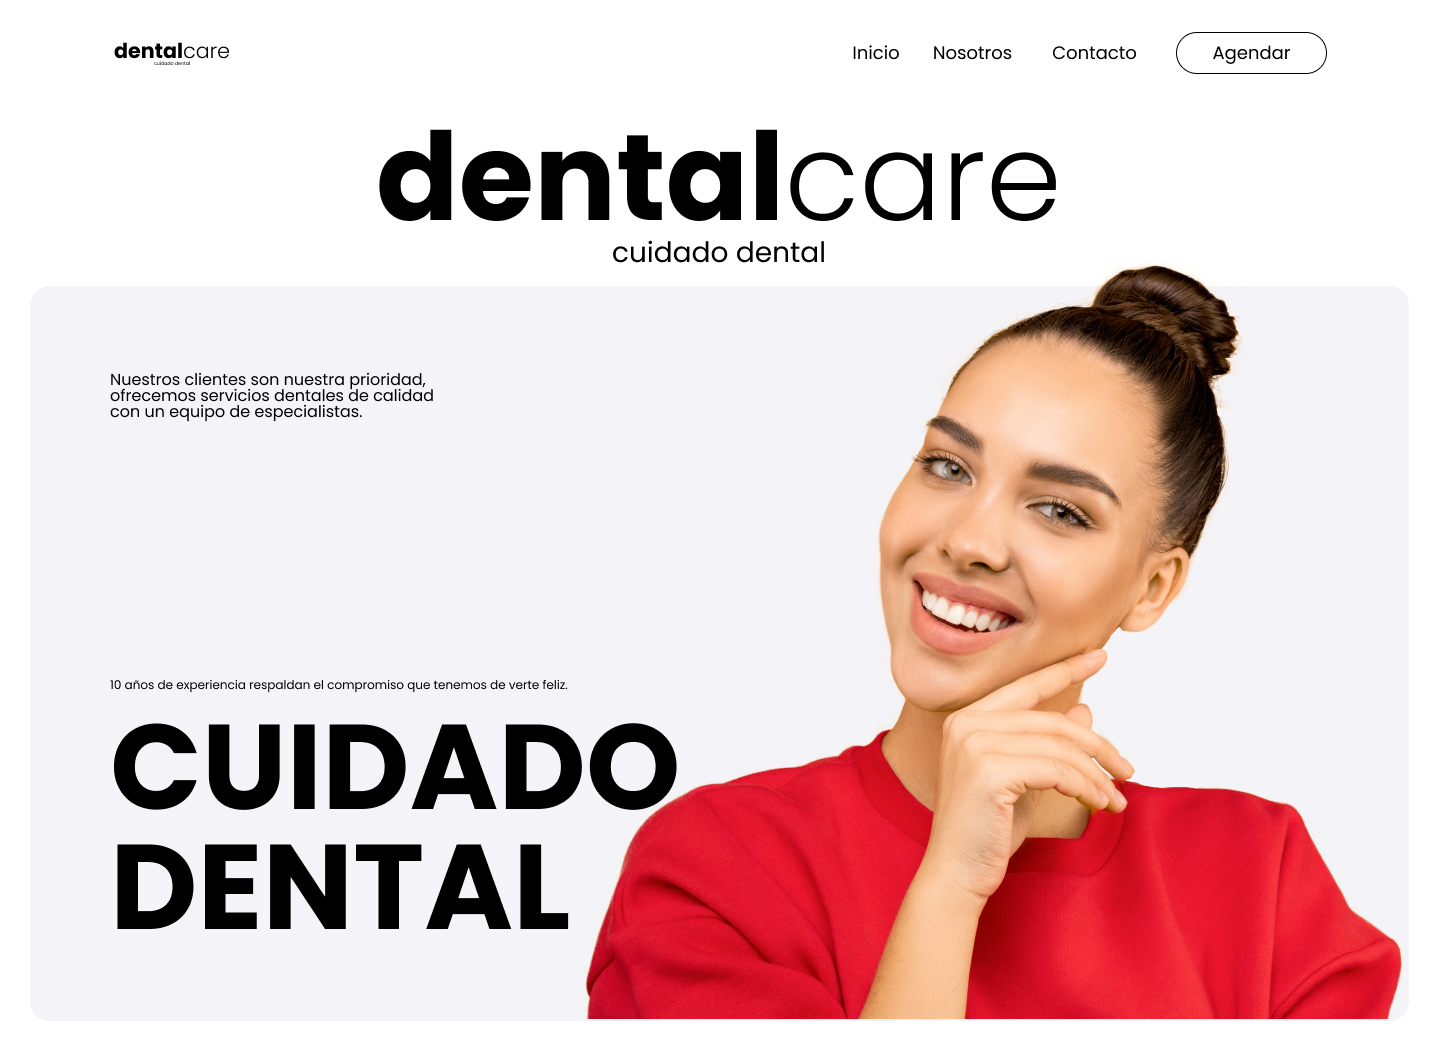 dentalcare
cuidado dental
Inicio Nosotros Contacto Agendar
dentalcare
cuidado dental
Nuestros clientes son nuestra prioridad,
ofrecemos servicios dentales de calidad
con un equipo de especialistas.
10 años de experiencia respaldan el compromiso que tenemos de verte feliz.
CUIDADO
DENTAL